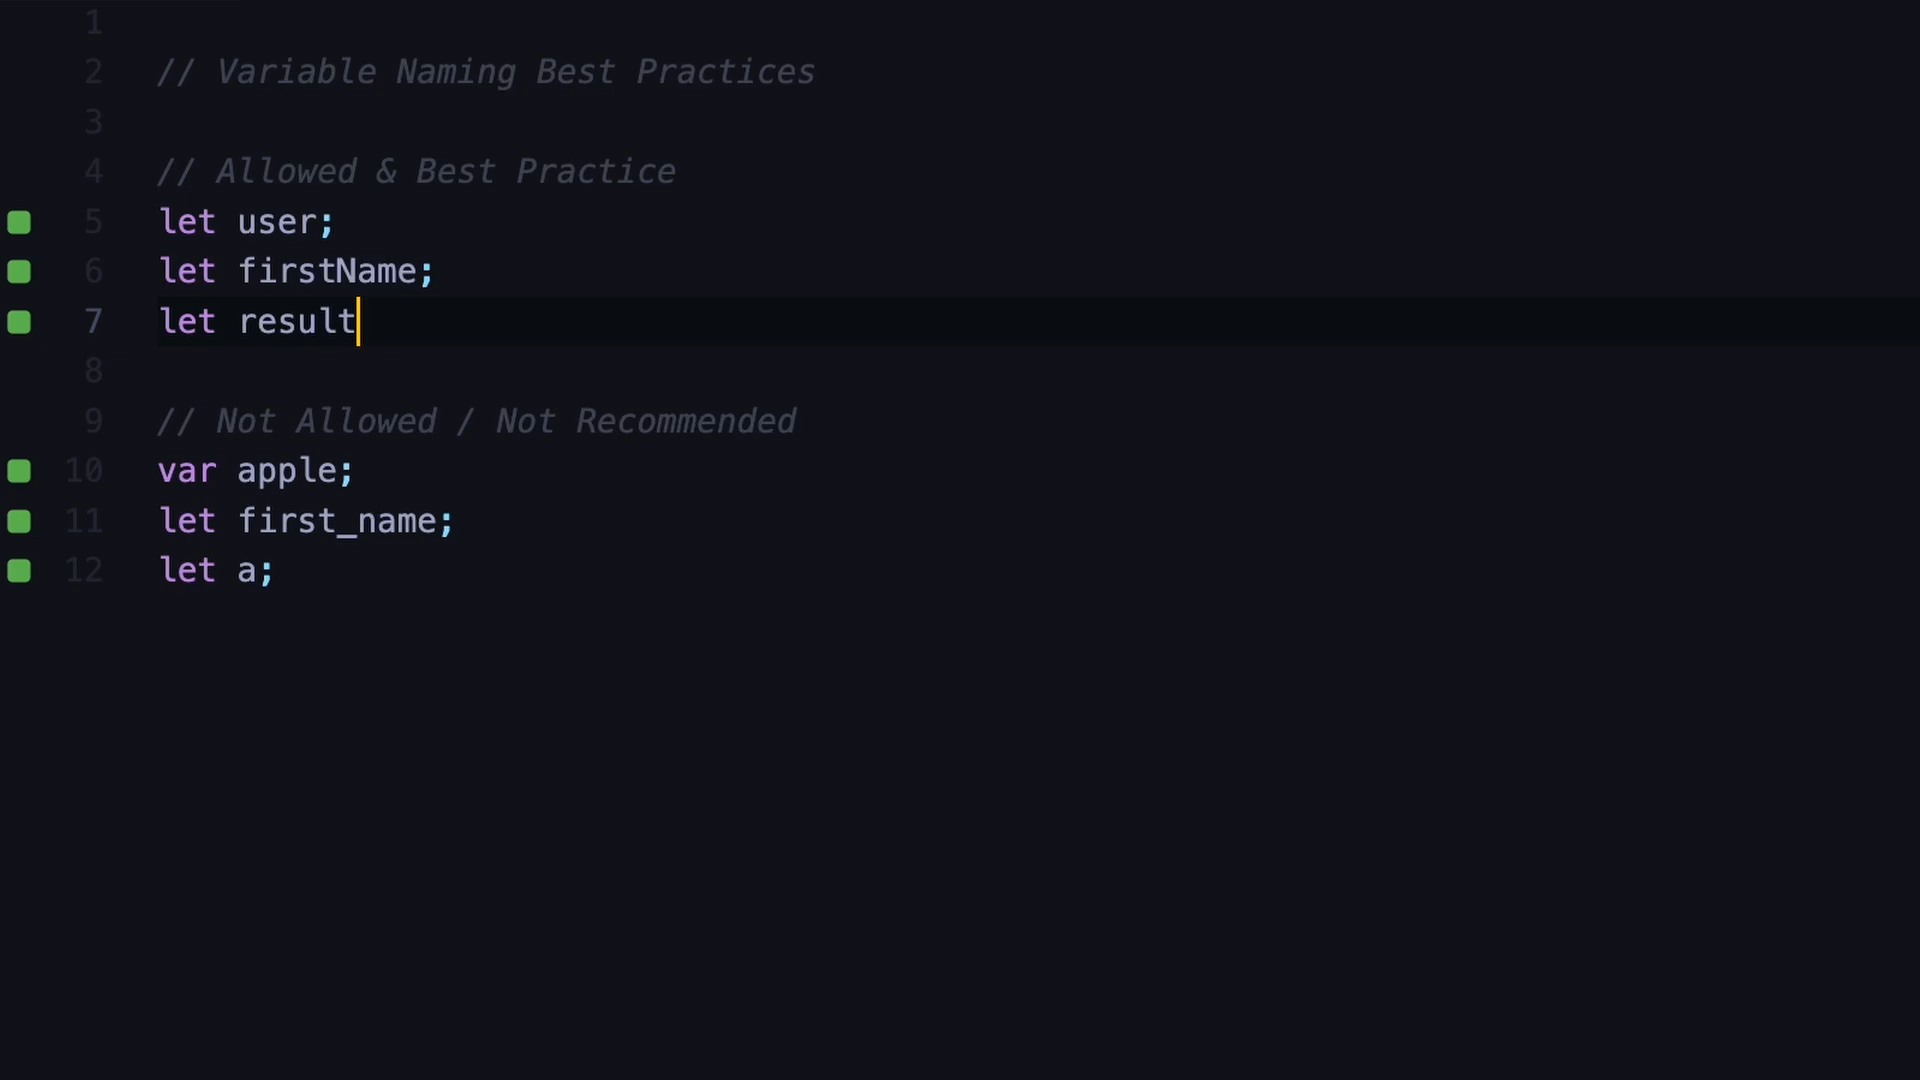 1
2 // Variable Naming Best Practices
3
4 // Allowed & Best Practice
5 let user;
6 let firstName;
7 let result
8
9 // Not Allowed / Not Recommended
10 var apple;
11 let first_name;
12 let a;